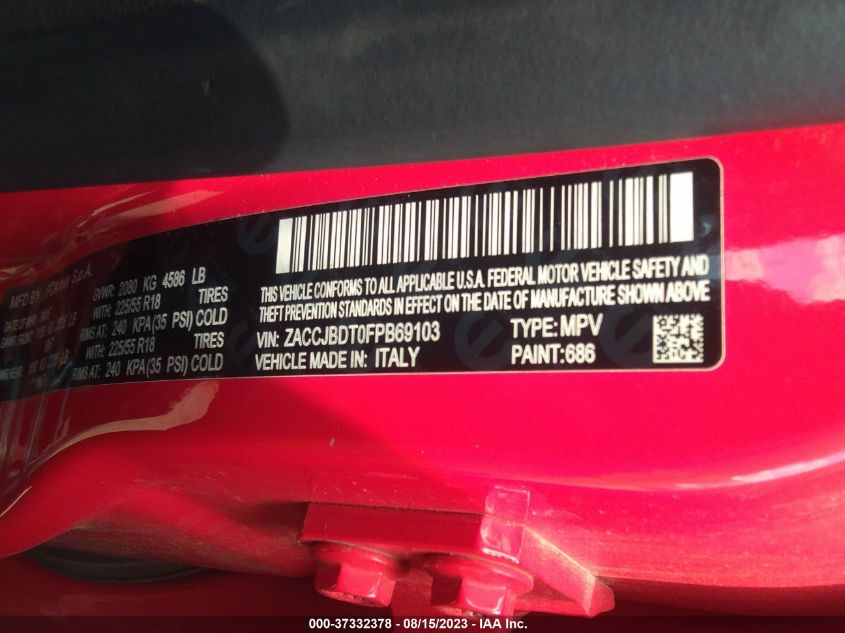 MFD BY
S.p.A.
GVWR: 2080 KG 4586 LB
WITH: 225/55 R18 TIRES
RIMS AT: 240 KPA(35 PSI) COLD
WITH: 225/55 R18 TIRES
RIMS AT: 240 KPA(35 PSI) COLD
THIS VEHICLE CONFORMS TO ALL APPLICABLE U.S.A. FEDERAL MOTOR VEHICLE SAFETY AND
THEFT PREVENTION STANDARDS IN EFFECT ON THE DATE OF MANUFACTURE SHOWN ABOVE
VIN: ZACCJBDT0FPB69103 TYPE: MPV
VEHICLE MADE IN: ITALY PAINT:686
000-37332378 - 08/15/2023 - IAA Inc.